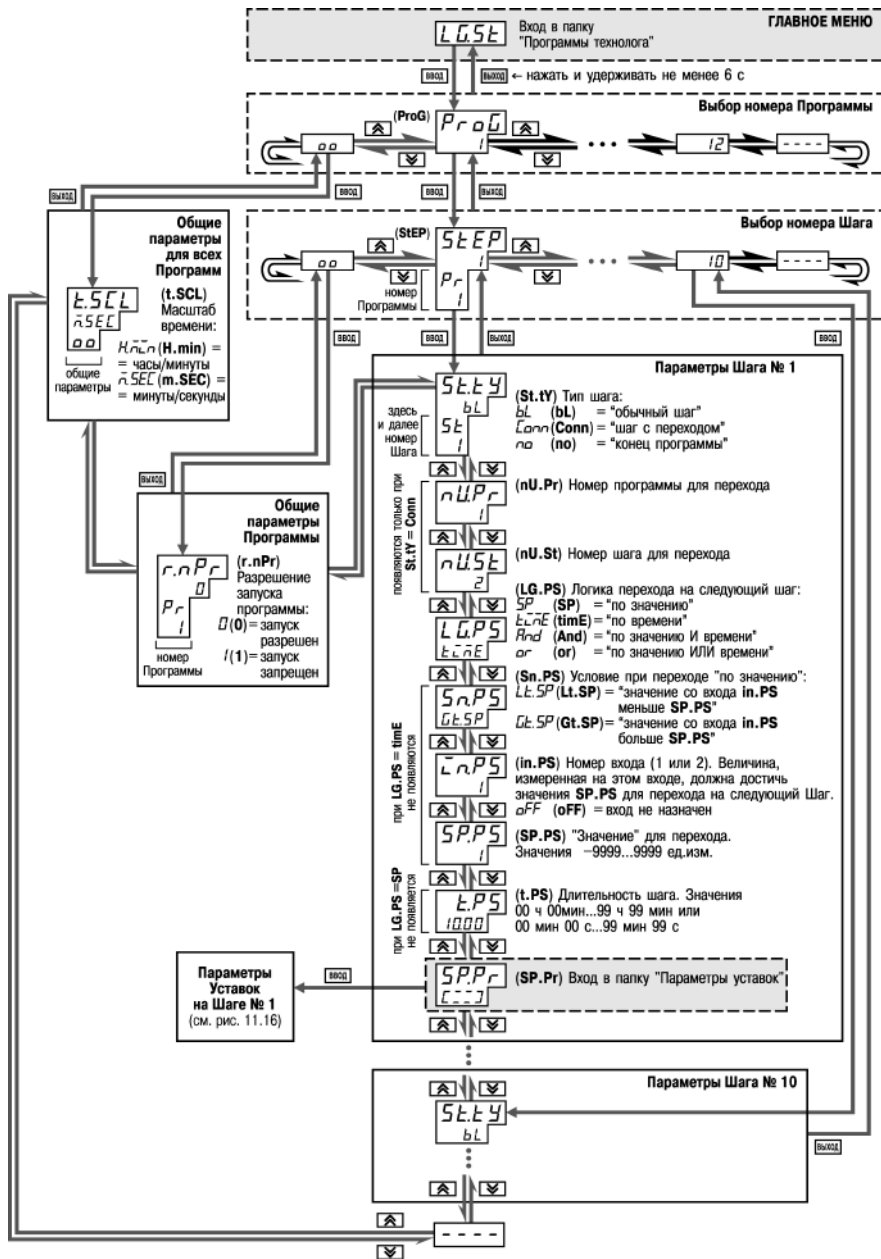 ГЛАВНОЕ МЕНЮ
LG.St
Вход в папку
"Программы технолога"
ввод
выход ← нажать и удерживать не менее 6 с
Выбор номера Программы
(ProG)
ProG
1
oo
• • •
12
- - - -
выход
ввод
ввод
выход
Выбор номера Шага
(StEP)
StEP
1
Pr
1
номер
Программы
oo
• • •
10
- - - -
Общие
параметры
для всех
Программ
t.SCL
m.SEC
oo
общие
параметры
(t.SCL)
Масштаб
времени:
H.min (H.min) =
= часы/минуты
m.SEC (m.SEC) =
= минуты/секунды
ввод
ввод
выход
ввод
выход
Общие
параметры
Программы
r.nPr
0
Pr
1
номер
Программы
(r.nPr)
Разрешение
запуска
программы:
0 (0) = запуск
разрешен
1 (1) = запуск
запрещен
Параметры Шага № 1
St.tY
bL
St
1
здесь
и далее
номер
Шага
(St.tY) Тип шага:
bL (bL) = "обычный шаг"
Conn (Conn) = "шаг с переходом"
no (no) = "конец программы"
появляются только при
St.tY = Conn
nU.Pr
1
(nU.Pr) Номер программы для перехода
nU.St
2
(nU.St) Номер шага для перехода
LG.PS
timE
(LG.PS) Логика перехода на следующий шаг:
SP (SP) = "по значению"
timE (timE) = "по времени"
And (And) = "по значению И времени"
or (or) = "по значению ИЛИ времени"
при LG.PS = timE
не появляются
Sn.PS
Gt.SP
(Sn.PS) Условие при переходе "по значению":
Lt.SP (Lt.SP) = "значение со входа in.PS
меньше SP.PS"
Gt.SP (Gt.SP) = "значение со входа in.PS
больше SP.PS"
in.PS
1
(in.PS) Номер входа (1 или 2). Величина,
измеренная на этом входе, должна достичь
значения SP.PS для перехода на следующий Шаг.
oFF (oFF) = вход не назначен
SP.PS
1
(SP.PS) "Значение" для перехода.
Значения −9999...9999 ед.изм.
при LG.PS =SP
не появляется
t.PS
10.00
(t.PS) Длительность шага. Значения
00 ч 00мин...99 ч 99 мин или
00 мин 00 с...99 мин 99 с
SP.Pr
[---]
(SP.Pr) Вход в папку "Параметры уставок"
ввод
Параметры
Уставок
на Шаге № 1
(см. рис. 11.16)
Параметры Шага № 10
St.tY
bL
выход
- - - -